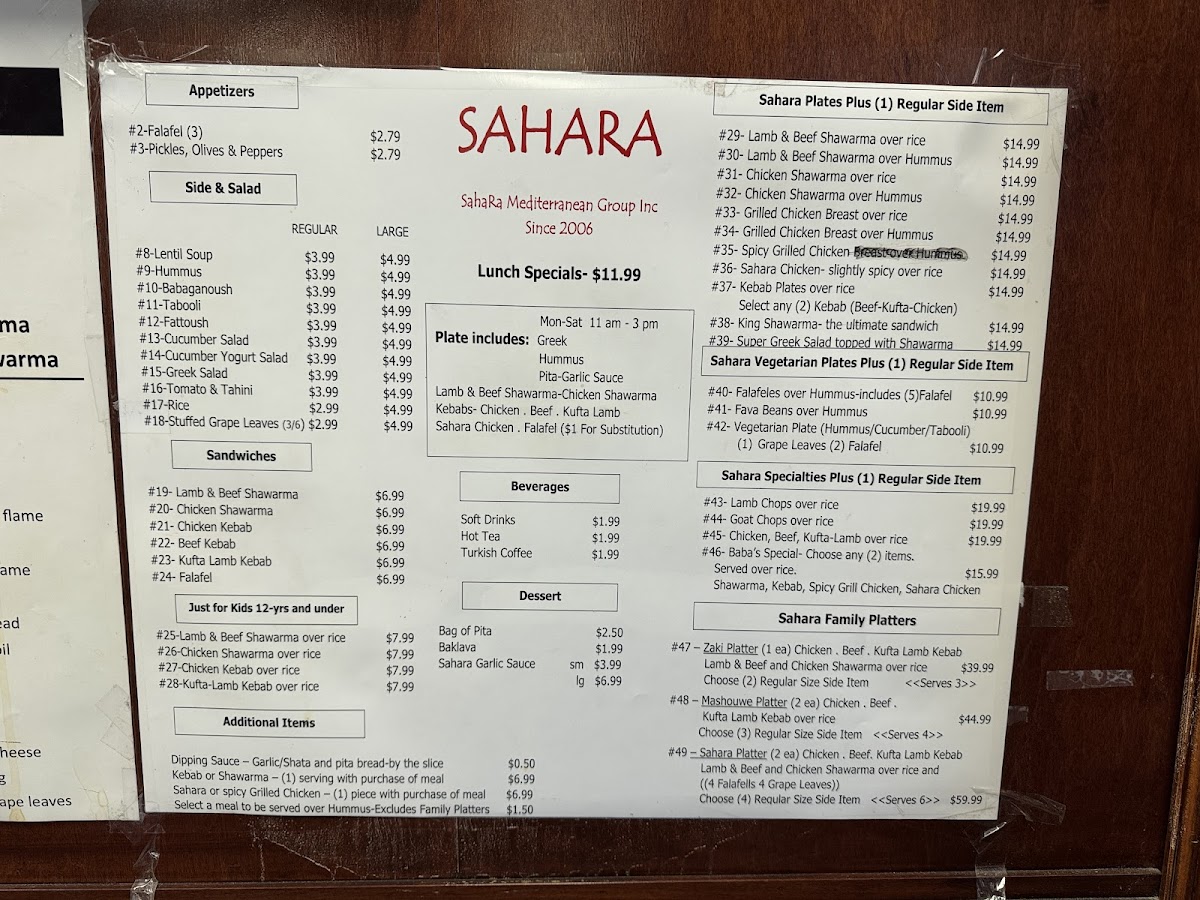 ma
warma
flame
ame
ead
oil
heese
g
ape leaves
Appetizers
#2-Falafel (3) $2.79
#3-Pickles, Olives & Peppers $2.79
Side & Salad
REGULAR LARGE
#8-Lentil Soup $3.99 $4.99
#9-Hummus $3.99 $4.99
#10-Babaganoush $3.99 $4.99
#11-Tabooli $3.99 $4.99
#12-Fattoush $3.99 $4.99
#13-Cucumber Salad $3.99 $4.99
#14-Cucumber Yogurt Salad $3.99 $4.99
#15-Greek Salad $3.99 $4.99
#16-Tomato & Tahini $3.99 $4.99
#17-Rice $2.99 $4.99
#18-Stuffed Grape Leaves (3/6) $2.99 $4.99
Sandwiches
#19- Lamb & Beef Shawarma $6.99
#20- Chicken Shawarma $6.99
#21- Chicken Kebab $6.99
#22- Beef Kebab $6.99
#23- Kufta Lamb Kebab $6.99
#24- Falafel $6.99
Just for Kids 12-yrs and under
#25-Lamb & Beef Shawarma over rice $7.99
#26-Chicken Shawarma over rice $7.99
#27-Chicken Kebab over rice $7.99
#28-Kufta-Lamb Kebab over rice $7.99
Additional Items
Dipping Sauce – Garlic/Shata and pita bread-by the slice $0.50
Kebab or Shawarma – (1) serving with purchase of meal $6.99
Sahara or spicy Grilled Chicken – (1) piece with purchase of meal $6.99
Select a meal to be served over Hummus-Excludes Family Platters $1.50
SAHARA
SahaRa Mediterranean Group Inc
Since 2006
Lunch Specials- $11.99
Mon-Sat 11 am - 3 pm
Plate includes: Greek
Hummus
Pita-Garlic Sauce
Lamb & Beef Shawarma-Chicken Shawarma
Kebabs- Chicken . Beef . Kufta Lamb
Sahara Chicken . Falafel ($1 For Substitution)
Beverages
Soft Drinks $1.99
Hot Tea $1.99
Turkish Coffee $1.99
Dessert
Bag of Pita $2.50
Baklava $1.99
Sahara Garlic Sauce sm $3.99
lg $6.99
Sahara Plates Plus (1) Regular Side Item
#29- Lamb & Beef Shawarma over rice $14.99
#30- Lamb & Beef Shawarma over Hummus $14.99
#31- Chicken Shawarma over rice $14.99
#32- Chicken Shawarma over Hummus $14.99
#33- Grilled Chicken Breast over rice $14.99
#34- Grilled Chicken Breast over Hummus $14.99
#35- Spicy Grilled Chicken Breast over Hummus $14.99
#36- Sahara Chicken- slightly spicy over rice $14.99
#37- Kebab Plates over rice $14.99
Select any (2) Kebab (Beef-Kufta-Chicken)
#38- King Shawarma- the ultimate sandwich $14.99
#39- Super Greek Salad topped with Shawarma $14.99
Sahara Vegetarian Plates Plus (1) Regular Side Item
#40- Falafeles over Hummus-includes (5)Falafel $10.99
#41- Fava Beans over Hummus $10.99
#42- Vegetarian Plate (Hummus/Cucumber/Tabooli)
(1) Grape Leaves (2) Falafel $10.99
Sahara Specialties Plus (1) Regular Side Item
#43- Lamb Chops over rice $19.99
#44- Goat Chops over rice $19.99
#45- Chicken, Beef, Kufta-Lamb over rice $19.99
#46- Baba's Special- Choose any (2) items.
Served over rice. $15.99
Shawarma, Kebab, Spicy Grill Chicken, Sahara Chicken
Sahara Family Platters
#47 – Zaki Platter (1 ea) Chicken . Beef . Kufta Lamb Kebab
Lamb & Beef and Chicken Shawarma over rice $39.99
Choose (2) Regular Size Side Item <<Serves 3>>
#48 – Mashouwe Platter (2 ea) Chicken . Beef .
Kufta Lamb Kebab over rice $44.99
Choose (3) Regular Size Side Item <<Serves 4>>
#49 – Sahara Platter (2 ea) Chicken . Beef. Kufta Lamb Kebab
Lamb & Beef and Chicken Shawarma over rice and
((4 Falafells 4 Grape Leaves))
Choose (4) Regular Size Side Item <<Serves 6>> $59.99